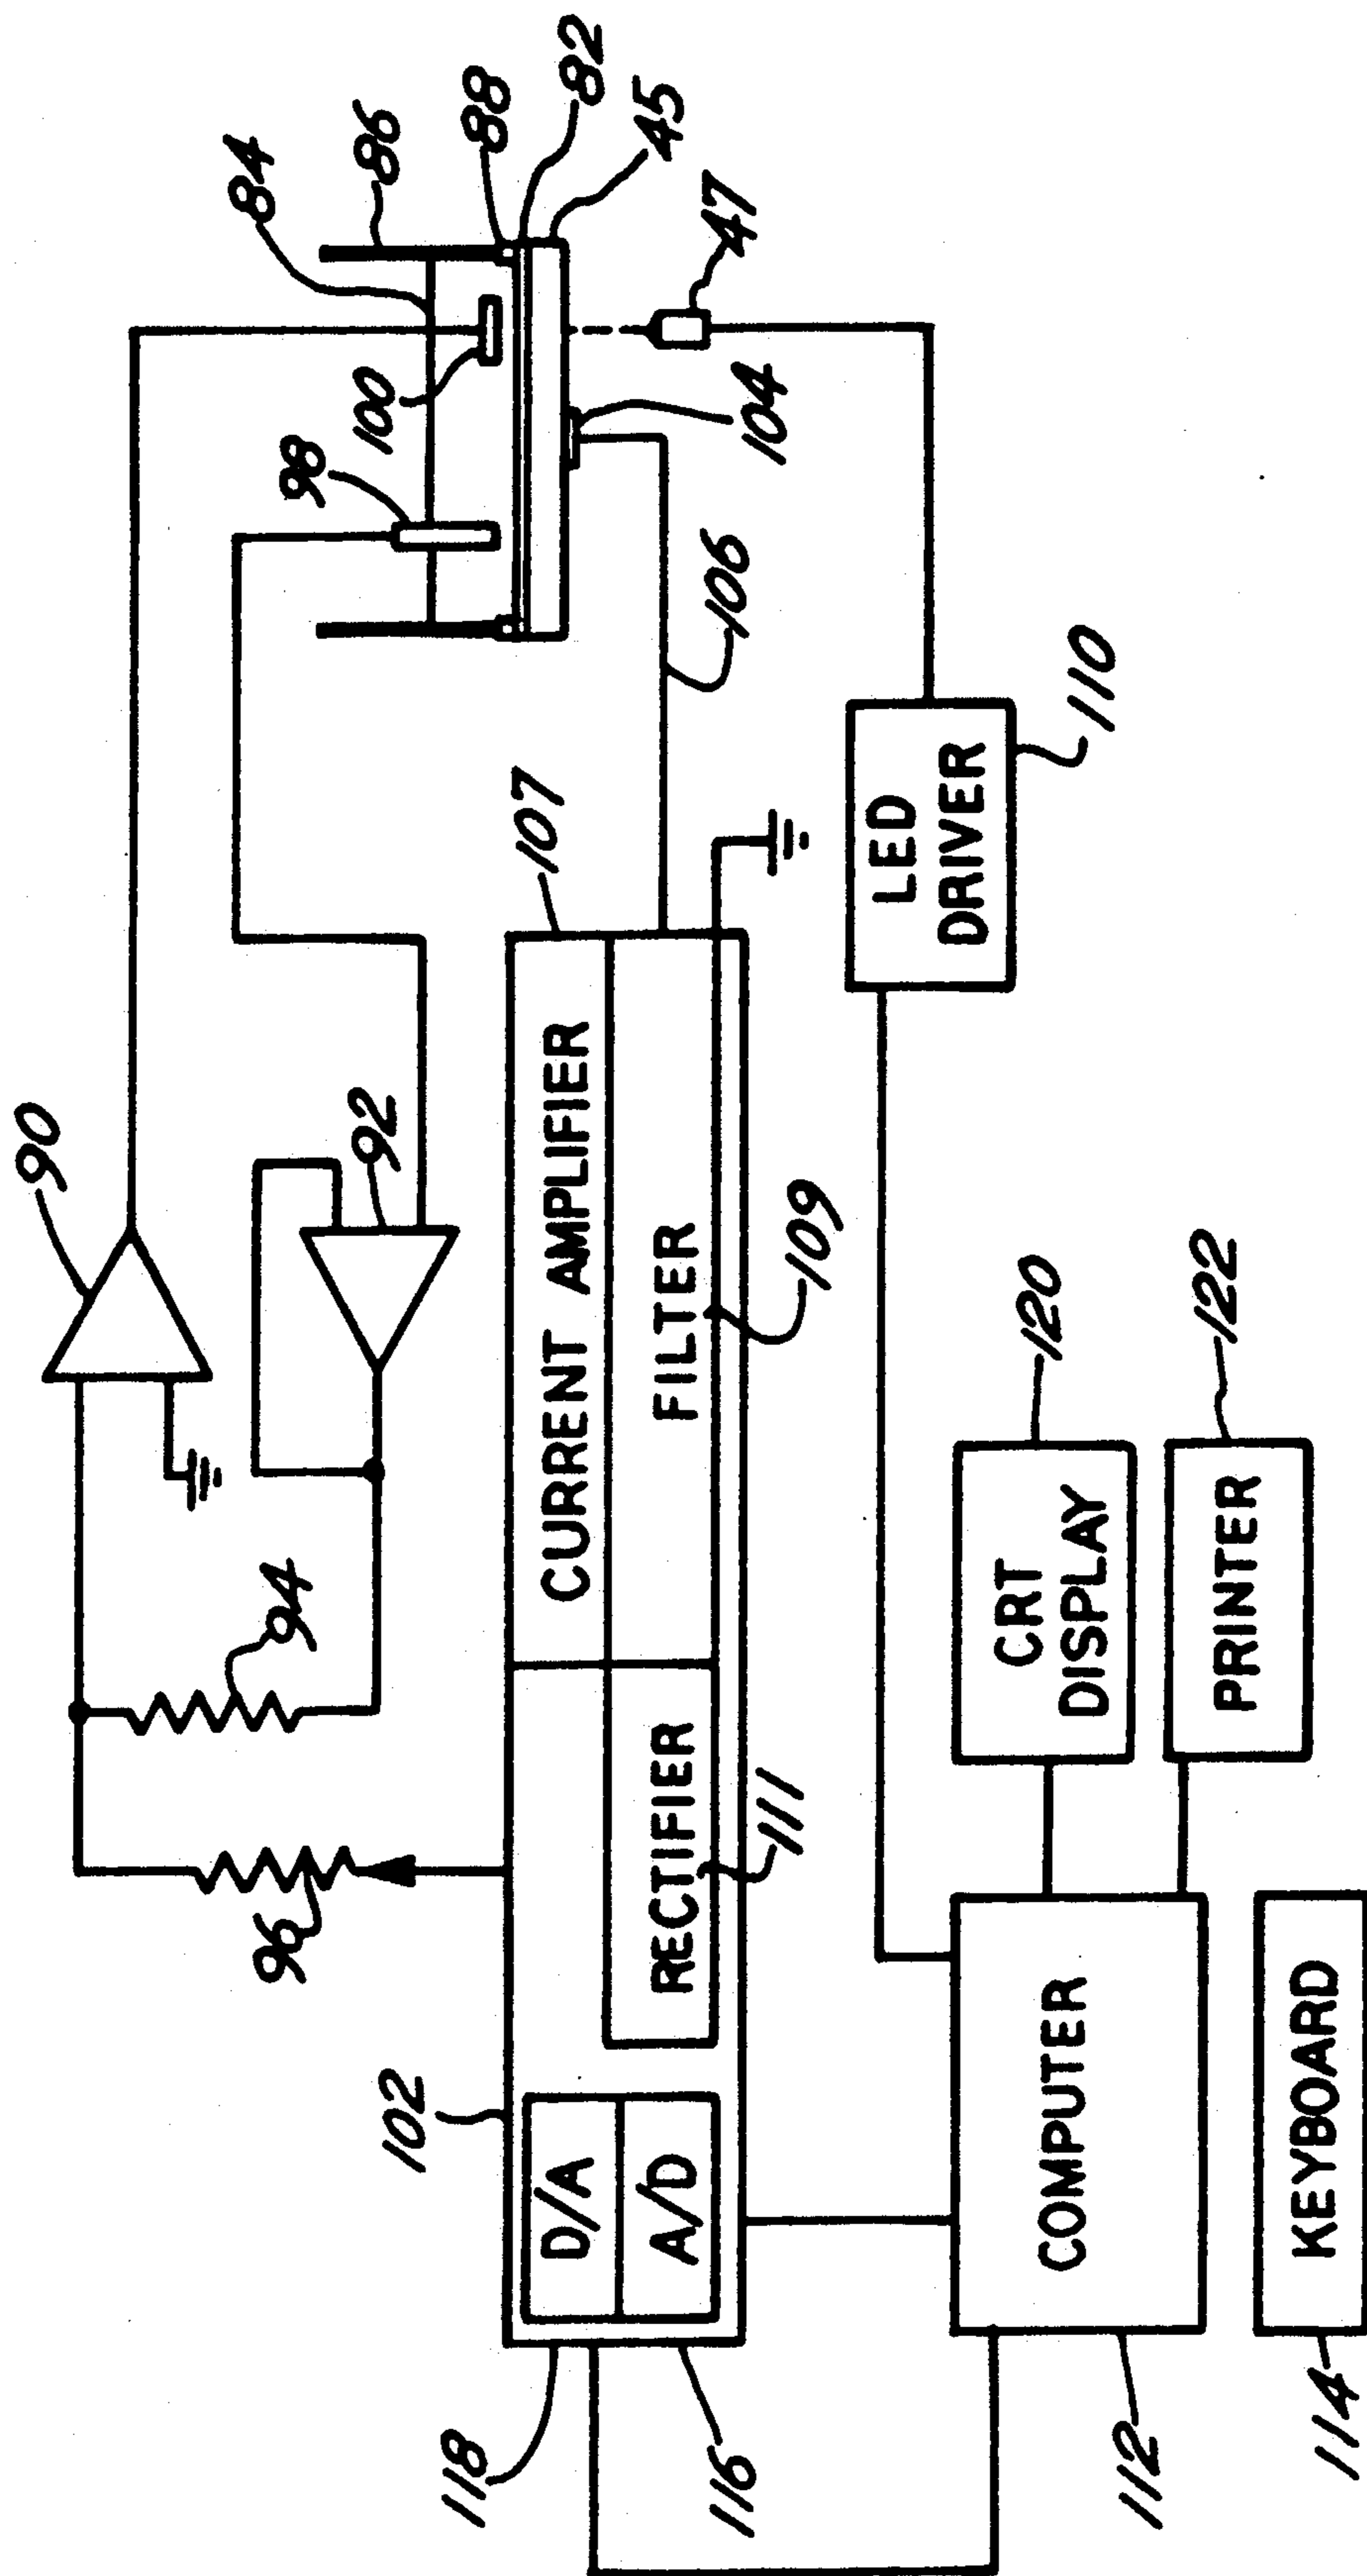 90
84
86
88
82
45
98
100
47
92
94
96
104
106
107
102
CURRENT AMPLIFIER
FILTER
RECTIFIER
109
111
D/A
A/D
118
116
LED
DRIVER
110
CRT
DISPLAY
120
PRINTER
122
COMPUTER
112
KEYBOARD
114